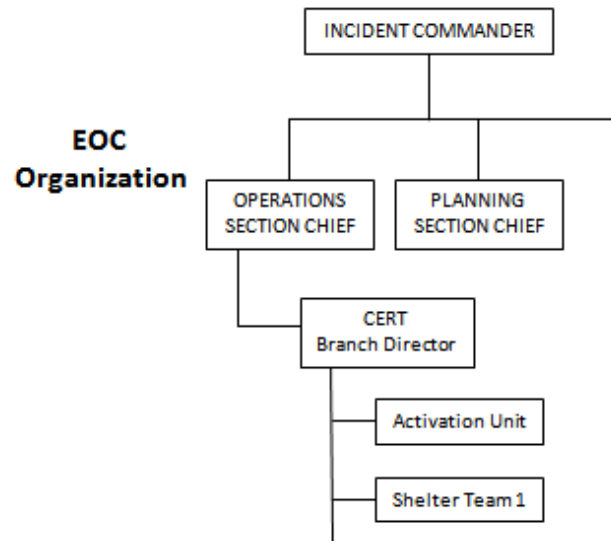 INCIDENT COMMANDER
EOC
Organization
OPERATIONS
SECTION CHIEF
PLANNING
SECTION CHIEF
CERT
Branch Director
Activation Unit
Shelter Team 1